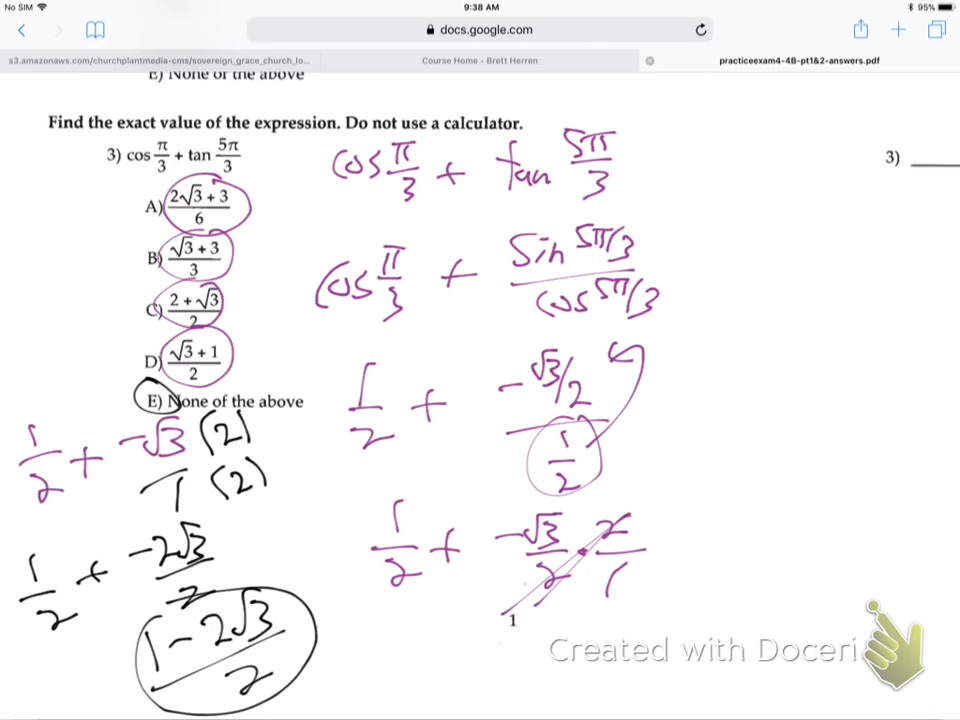 No SIM 9:38 AM 95%
docs.google.com
s3.amazonaws.com/churchplantmedia-cms/sovereign_grace_church_lo... Course Home - Brett Herren practiceexam4-4B-pt1&2-answers.pdf
E) None of the above
Find the exact value of the expression. Do not use a calculator.
3) cos π/3 + tan 5π/3
3) ____
A) (2√3 + 3)/6
B) (√3 + 3)/3
C) (2 + √3)/2
D) (√3 + 1)/2
E) None of the above
cos π/3 + tan 5π/3
cos π/3 + (sin 5π/3)/(cos 5π/3)
1/2 + (-√3/2)/(1/2)
1/2 + -√3/2 · 2/1
1
1/2 + -√3 (2)/1 (2)
1/2 + -2√3/2
(1 - 2√3)/2
Created with Doceri